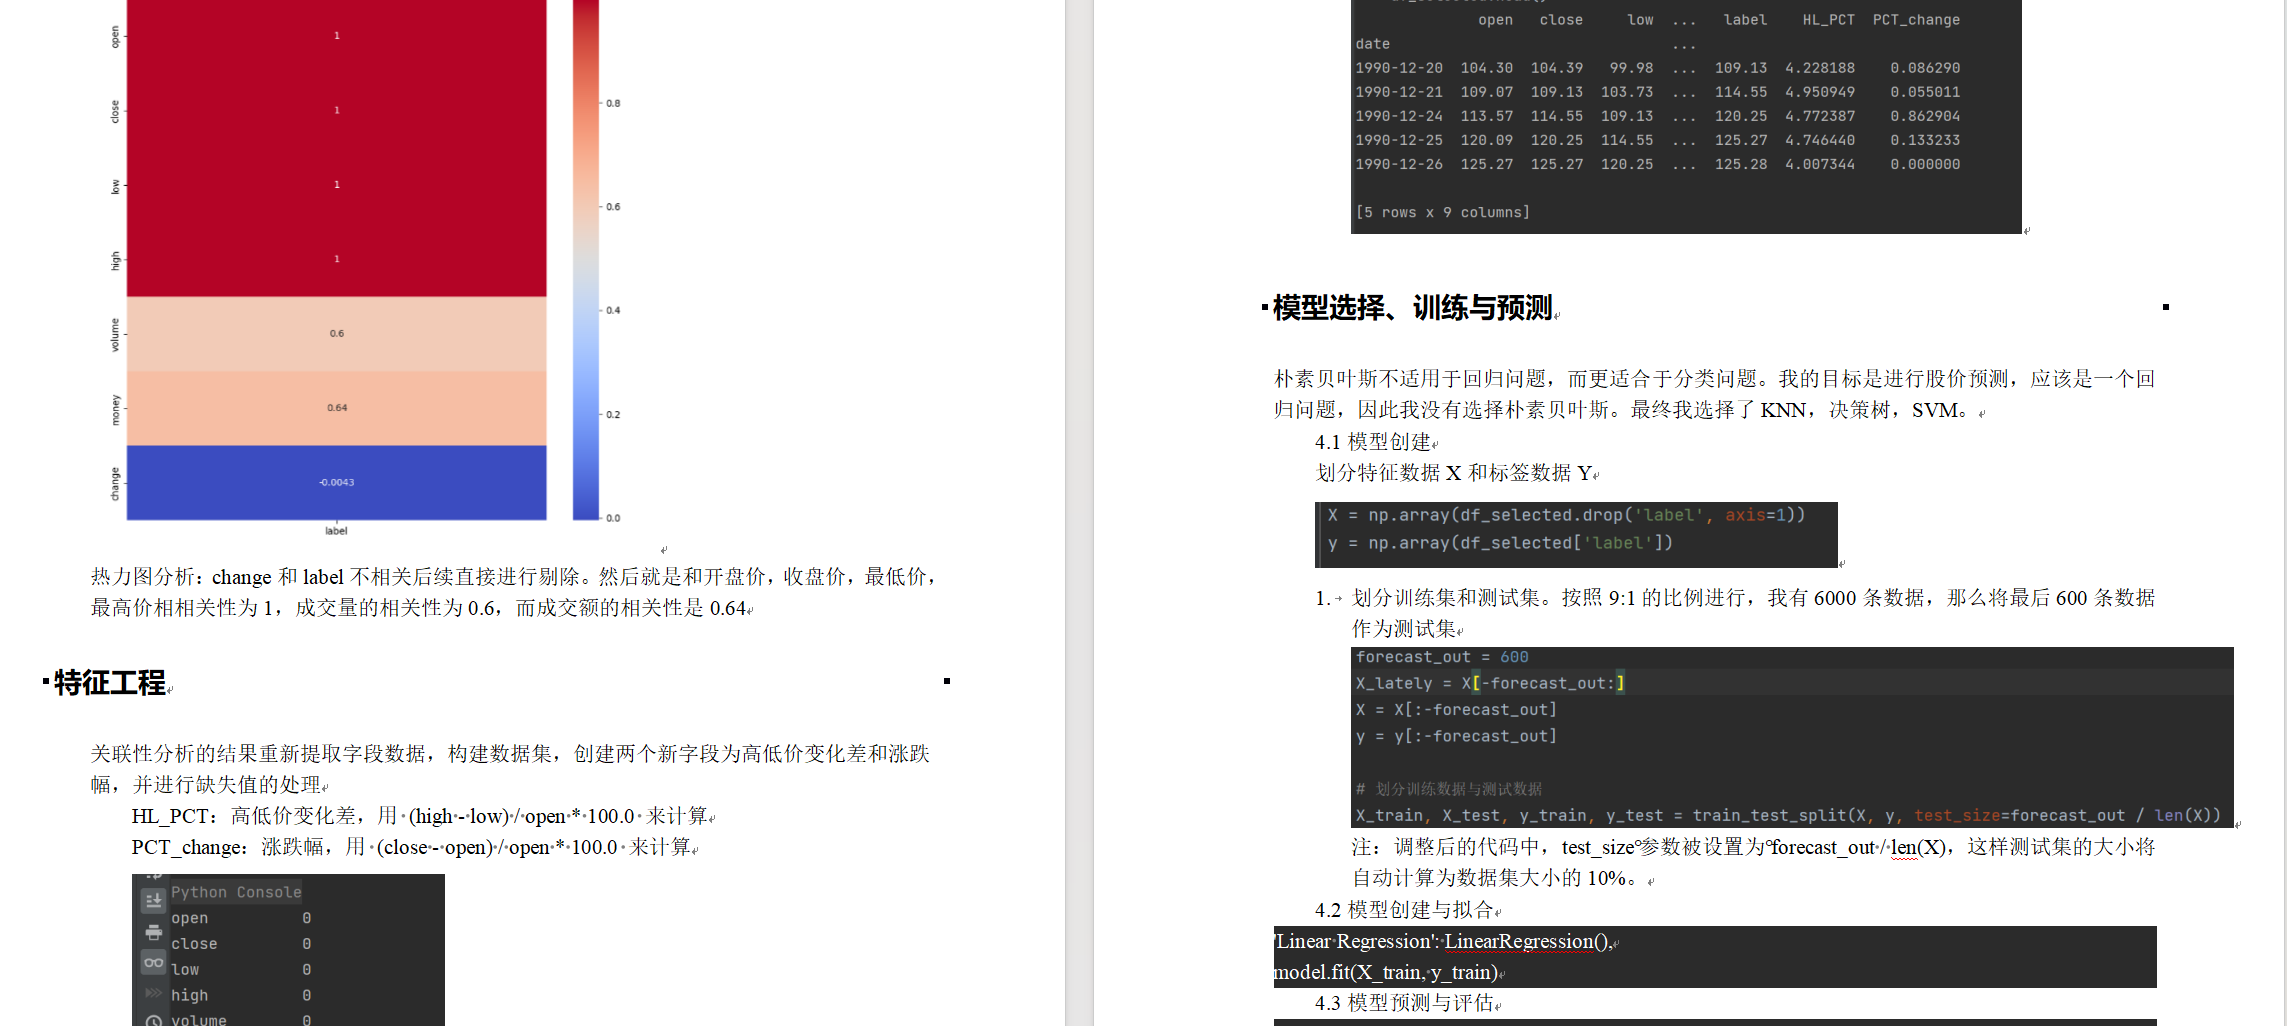 open
1
close
1
low
1
high
1
volume
0.6
money
0.64
change
-0.0043
label
0.8
0.6
0.4
0.2
0.0
热力图分析：change 和 label 不相关后续直接进行剔除。然后就是和开盘价，收盘价，最低价，
最高价相相关性为 1，成交量的相关性为 0.6，而成交额的相关性是 0.64
特征工程
关联性分析的结果重新提取字段数据，构建数据集，创建两个新字段为高低价变化差和涨跌
幅，并进行缺失值的处理
HL_PCT：高低价变化差，用 (high - low) / open * 100.0 来计算
PCT_change：涨跌幅，用 (close - open) / open * 100.0 来计算
Python Console
open 0
close 0
low 0
high 0
volume 0
open close low ... label HL_PCT PCT_change
date ...
1990-12-20 104.30 104.39 99.98 ... 109.13 4.228188 0.086290
1990-12-21 109.07 109.13 103.73 ... 114.55 4.950949 0.055011
1990-12-24 113.57 114.55 109.13 ... 120.25 4.772387 0.862904
1990-12-25 120.09 120.25 114.55 ... 125.27 4.746440 0.133233
1990-12-26 125.27 125.27 120.25 ... 125.28 4.007344 0.000000
[5 rows x 9 columns]
模型选择、训练与预测
朴素贝叶斯不适用于回归问题，而更适合于分类问题。我的目标是进行股价预测，应该是一个回
归问题，因此我没有选择朴素贝叶斯。最终我选择了 KNN，决策树，SVM。
4.1 模型创建
划分特征数据 X 和标签数据 Y
X = np.array(df_selected.drop('label', axis=1))
y = np.array(df_selected['label'])
1. 划分训练集和测试集。按照 9:1 的比例进行，我有 6000 条数据，那么将最后 600 条数据
作为测试集
forecast_out = 600
X_lately = X[-forecast_out:]
X = X[:-forecast_out]
y = y[:-forecast_out]
# 划分训练数据与测试数据
X_train, X_test, y_train, y_test = train_test_split(X, y, test_size=forecast_out / len(X))
注：调整后的代码中，test_size 参数被设置为 forecast_out / len(X)，这样测试集的大小将
自动计算为数据集大小的 10%。
4.2 模型创建与拟合
'Linear Regression': LinearRegression(),
model.fit(X_train, y_train)
4.3 模型预测与评估